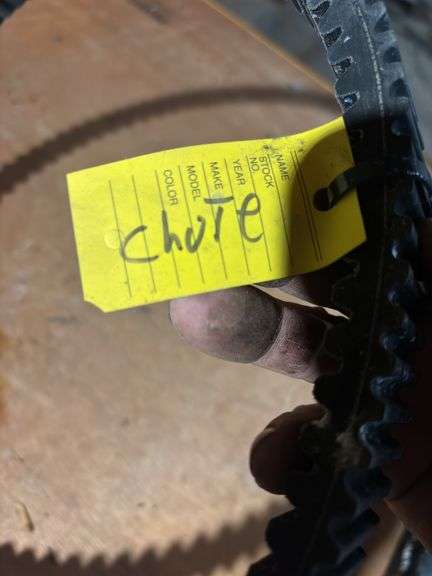 NAME
STOCK NO.
YEAR
MAKE
MODEL
COLOR
chuTe